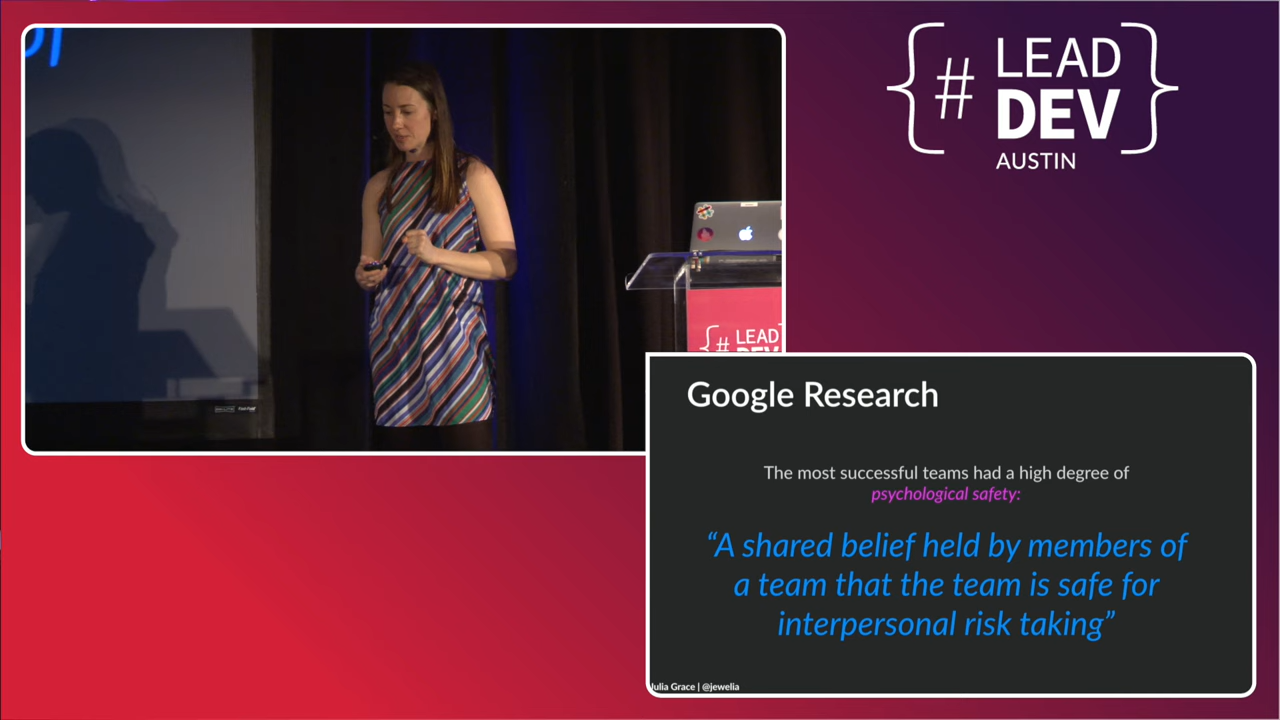 # LEAD
DEV
AUSTIN
# LEAD
Google Research
The most successful teams had a high degree of
psychological safety:
“A shared belief held by members of
a team that the team is safe for
interpersonal risk taking”
Julia Grace | @jewelia